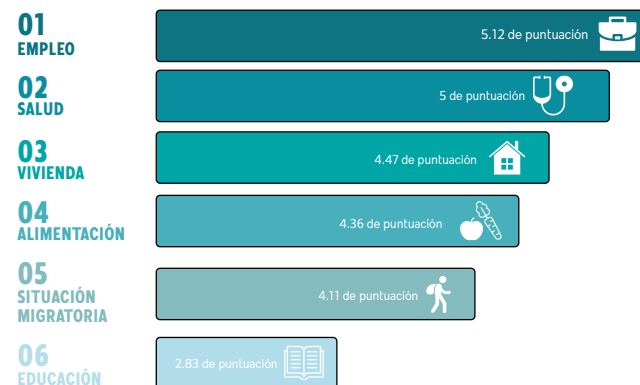 01
EMPLEO
5.12 de puntuación
02
SALUD
5 de puntuación
03
VIVIENDA
4.47 de puntuación
04
ALIMENTACIÓN
4.36 de puntuación
05
SITUACIÓN
MIGRATORIA
4.11 de puntuación
06
EDUCACIÓN
2.83 de puntuación